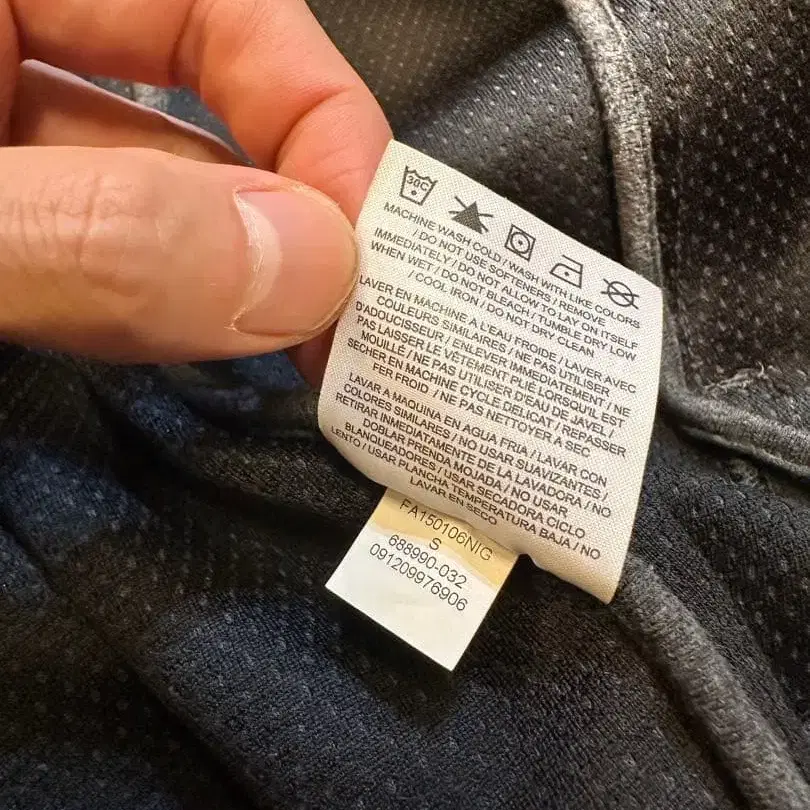 30C
MACHINE WASH COLD / WASH WITH LIKE COLORS
/ DO NOT USE SOFTENERS / REMOVE
IMMEDIATELY / DO NOT ALLOW TO LAY ON ITSELF
WHEN WET / DO NOT BLEACH / TUMBLE DRY LOW
/ COOL IRON / DO NOT DRY CLEAN
LAVER EN MACHINE À L'EAU FROIDE / LAVER AVEC
COULEURS SIMILAIRES / NE PAS UTILISER
D'ADOUCISSEUR / ENLEVER IMMEDIATEMENT / NE
PAS LAISSER LE VÊTEMENT PLIÉ LORSQU'IL EST
MOUILLÉ / NE PAS UTILISER D'EAU DE JAVEL /
SECHER EN MACHINE CYCLE DELICAT / REPASSER
FER FROID / NE PAS NETTOYER A SEC
LAVAR A MAQUINA EN AGUA FRIA / LAVAR CON
COLORES SIMILARES / NO USAR SUAVIZANTES /
RETIRAR INMEDIATAMENTE DE LA LAVADORA / NO
DOBLAR PRENDA MOJADA / NO USAR
BLANQUEADORES / USAR SECADORA CICLO
LENTO / USAR PLANCHA TEMPERATURA BAJA / NO
LAVAR EN SECO
FA150106NIG
S
688990-032
091209976906